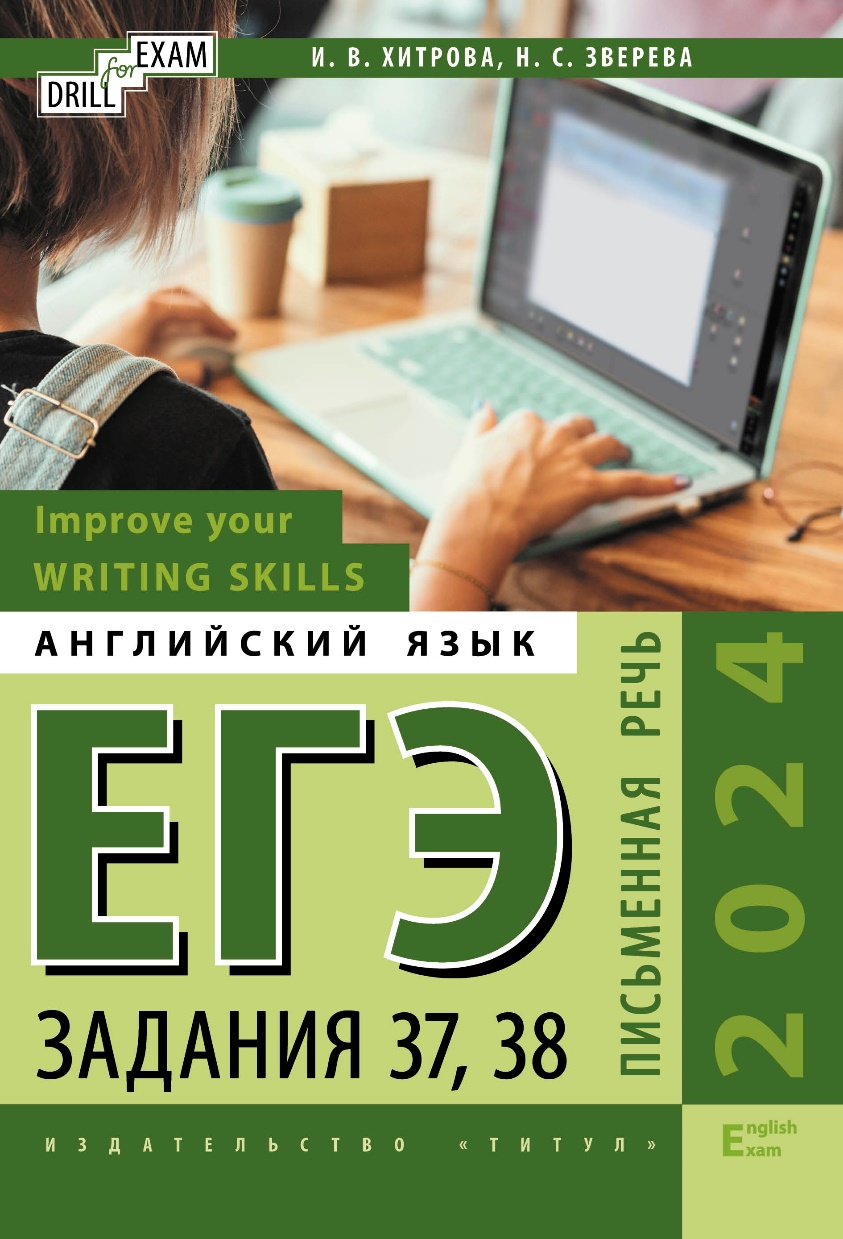 И. В. ХИТРОВА, Н. С. ЗВЕРЕВА
DRILL for EXAM
Improve your
WRITING SKILLS
АНГЛИЙСКИЙ ЯЗЫК
ЕГЭ
ЗАДАНИЯ 37, 38
ПИСЬМЕННАЯ РЕЧЬ
2024
ИЗДАТЕЛЬСТВО «ТИТУЛ»
English
Exam